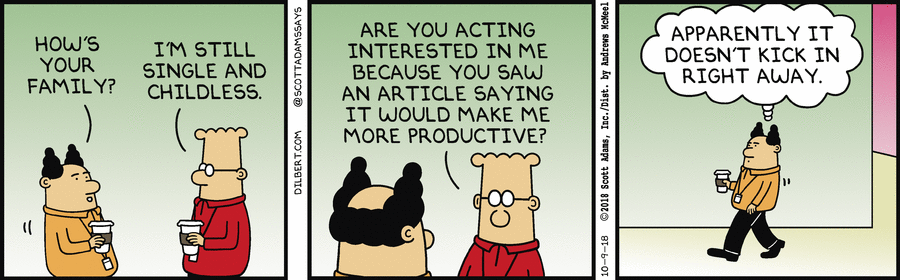 HOW'S
YOUR
FAMILY?
I'M STILL
SINGLE AND
CHILDLESS.
DILBERT.COM @SCOTTADAMSSAYS
ARE YOU ACTING
INTERESTED IN ME
BECAUSE YOU SAW
AN ARTICLE SAYING
IT WOULD MAKE ME
MORE PRODUCTIVE?
10-9-18 ©2018 Scott Adams, Inc./Dist. by Andrews McMeel
APPARENTLY IT
DOESN'T KICK IN
RIGHT AWAY.